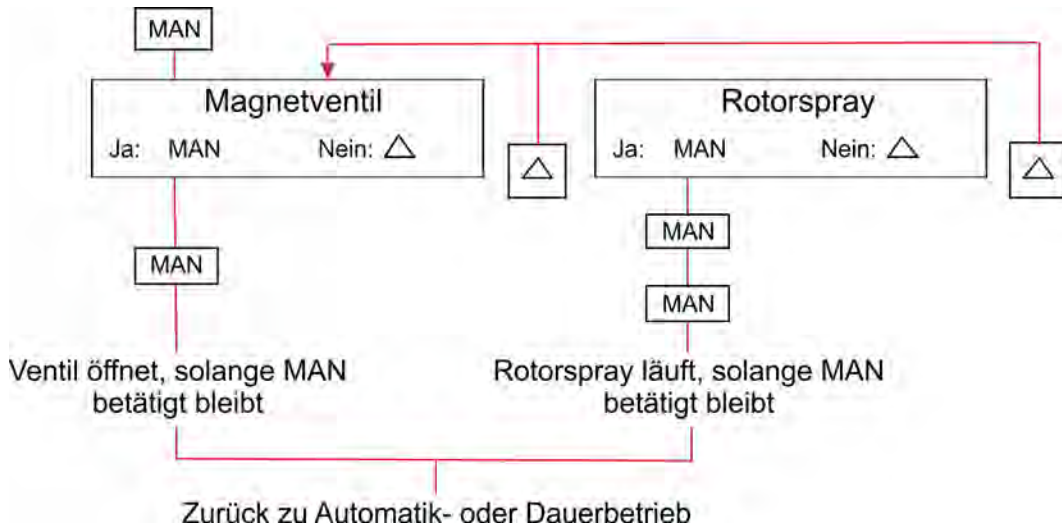 MAN
Magnetventil
Ja: MAN Nein: △
△
Rotorspray
Ja: MAN Nein: △
△
MAN
MAN
MAN
Ventil öffnet, solange MAN
betätigt bleibt
Rotorspray läuft, solange MAN
betätigt bleibt
Zurück zu Automatik- oder Dauerbetrieb